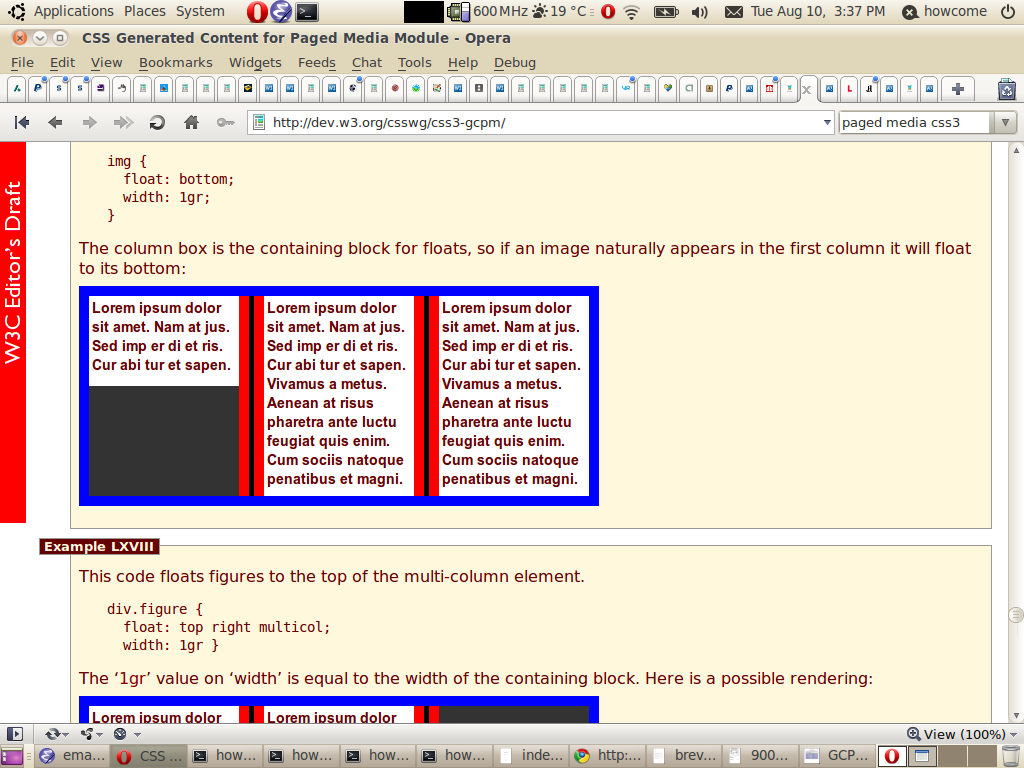 Applications Places System 600 MHz 19 °C Tue Aug 10, 3:37 PM howcome
CSS Generated Content for Paged Media Module - Opera
File Edit View Bookmarks Widgets Feeds Chat Tools Help Debug
http://dev.w3.org/csswg/css3-gcpm/ paged media css3
W3C Editor's Draft
img {
float: bottom;
width: 1gr;
}
The column box is the containing block for floats, so if an image naturally appears in the first column it will float
to its bottom:
Lorem ipsum dolor
sit amet. Nam at jus.
Sed imp er di et ris.
Cur abi tur et sapen.
Lorem ipsum dolor
sit amet. Nam at jus.
Sed imp er di et ris.
Cur abi tur et sapen.
Vivamus a metus.
Aenean at risus
pharetra ante luctu
feugiat quis enim.
Cum sociis natoque
penatibus et magni.
Lorem ipsum dolor
sit amet. Nam at jus.
Sed imp er di et ris.
Cur abi tur et sapen.
Vivamus a metus.
Aenean at risus
pharetra ante luctu
feugiat quis enim.
Cum sociis natoque
penatibus et magni.
Example LXVIII
This code floats figures to the top of the multi-column element.
div.figure {
float: top right multicol;
width: 1gr }
The ‘1gr’ value on ‘width’ is equal to the width of the containing block. Here is a possible rendering:
Lorem ipsum dolor
Lorem ipsum dolor
View (100%)
ema... CSS ... how... how... how... how... inde... http:... brev... 900... GCP...